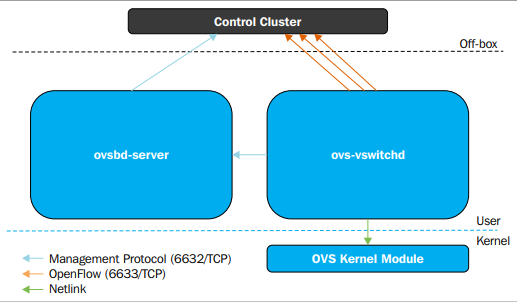 Control Cluster
Off-box
ovsbd-server
ovs-vswitchd
User
Kernel
OVS Kernel Module
Management Protocol (6632/TCP)
OpenFlow (6633/TCP)
Netlink